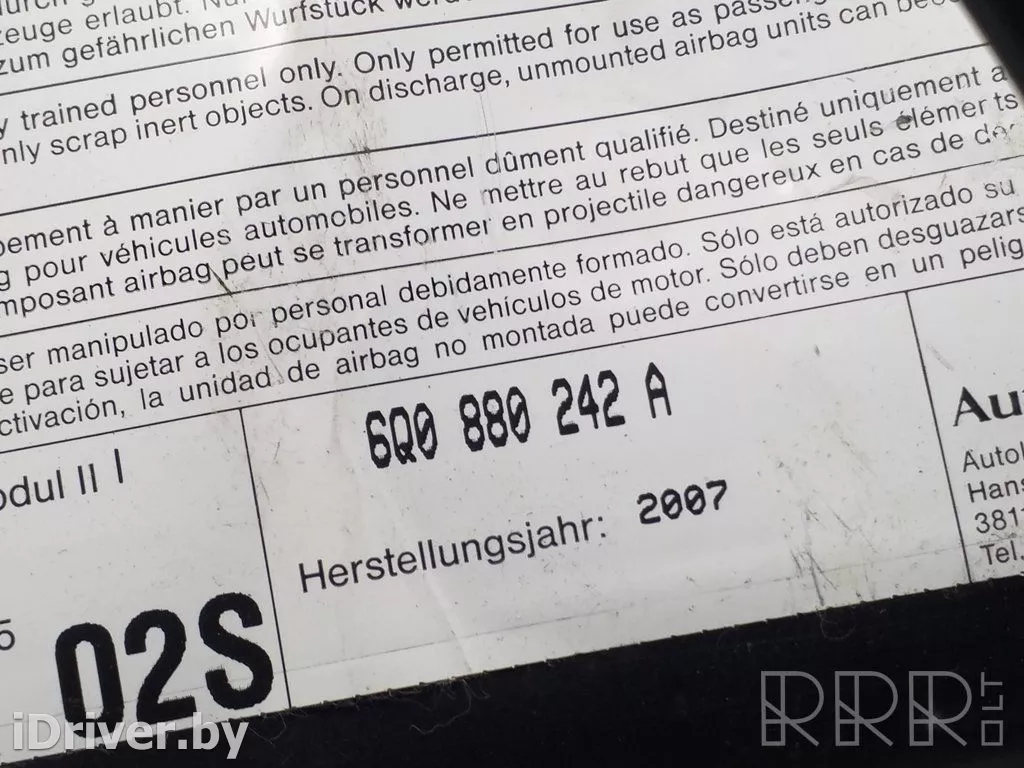 zeuge erlaubt.
zum gefährlichen Wurfstück
y trained personnel only. Only permitted for use as
nly scrap inert objects. On discharge, unmounted airbag units can
pement à manier par un personnel dûment qualifié. Destiné uniquement a
g pour véhicules automobiles. Ne mettre au rebut que les seuls éléments
mposant airbag peut se transformer en projectile dangereux en cas de
ser manipulado por personal debidamente formado. Sólo está autorizado su
e para sujetar a los ocupantes de vehículos de motor. Sólo deben desguazars
ctivación, la unidad de airbag no montada puede convertirse en un pelig
odul II I
6Q0 880 242 A
Herstellungsjahr: 2007
5
02S
Au
Autol
Hans
381
Tel.
iDriver.by
RRR.LT